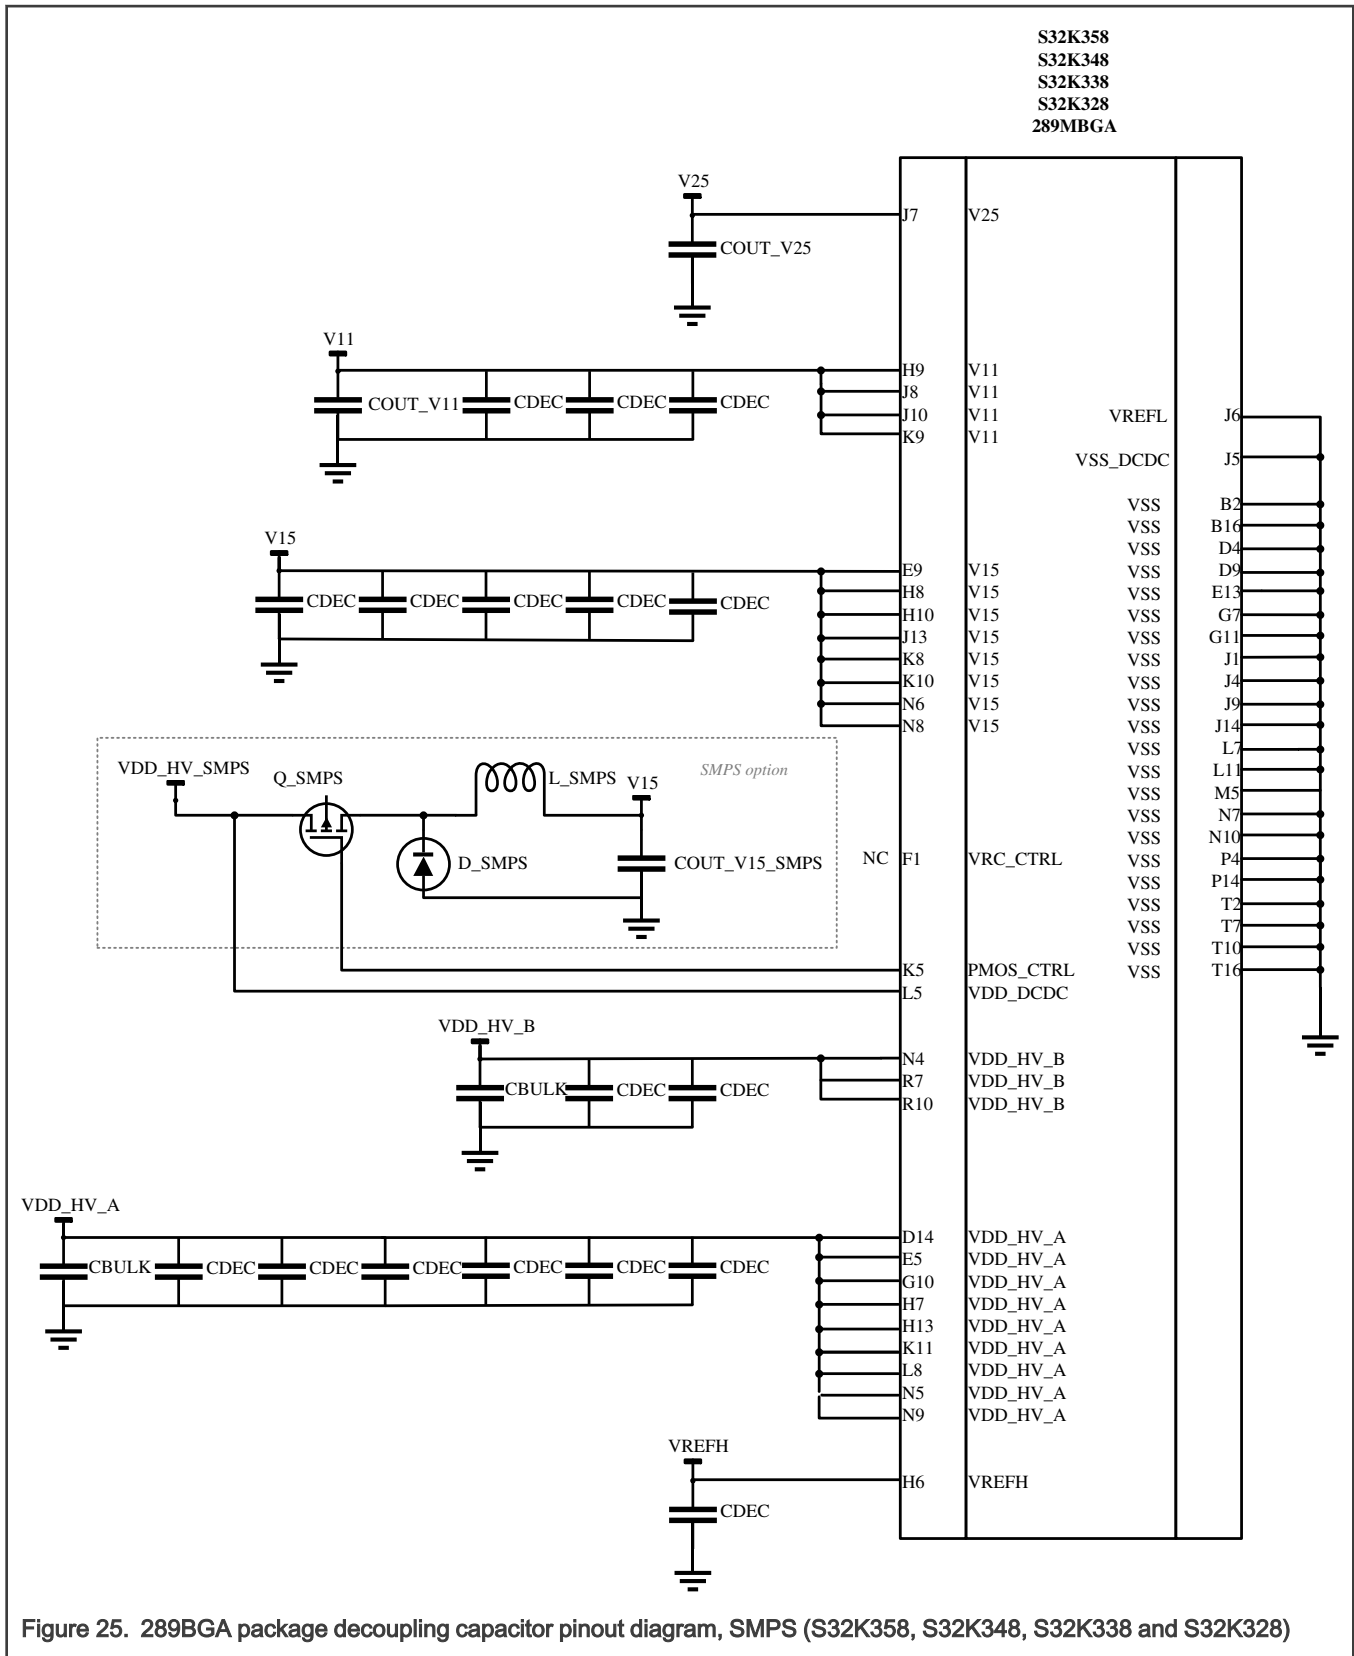 S32K358
S32K348
S32K338
S32K328
289MBGA
V25
J7 V25
COUT_V25
V11
H9 V11
J8 V11
J10 V11
K9 V11
COUT_V11 CDEC CDEC CDEC
VREFL J6
VSS_DCDC J5
VSS B2
VSS B16
VSS D4
VSS D9
VSS E13
VSS G7
VSS G11
VSS J1
VSS J4
VSS J9
VSS J14
VSS L7
VSS L11
VSS M5
VSS N7
VSS N10
VSS P4
VSS P14
VSS T2
VSS T7
VSS T10
VSS T16
V15
E9 V15
H8 V15
H10 V15
J13 V15
K8 V15
K10 V15
N6 V15
N8 V15
CDEC CDEC CDEC CDEC CDEC
SMPS option
VDD_HV_SMPS Q_SMPS L_SMPS V15
D_SMPS COUT_V15_SMPS
NC F1 VRC_CTRL
K5 PMOS_CTRL
L5 VDD_DCDC
VDD_HV_B
N4 VDD_HV_B
R7 VDD_HV_B
R10 VDD_HV_B
CBULK CDEC CDEC
VDD_HV_A
D14 VDD_HV_A
E5 VDD_HV_A
G10 VDD_HV_A
H7 VDD_HV_A
H13 VDD_HV_A
K11 VDD_HV_A
L8 VDD_HV_A
N5 VDD_HV_A
N9 VDD_HV_A
CBULK CDEC CDEC CDEC CDEC CDEC CDEC
VREFH
H6 VREFH
CDEC
Figure 25. 289BGA package decoupling capacitor pinout diagram, SMPS (S32K358, S32K348, S32K338 and S32K328)